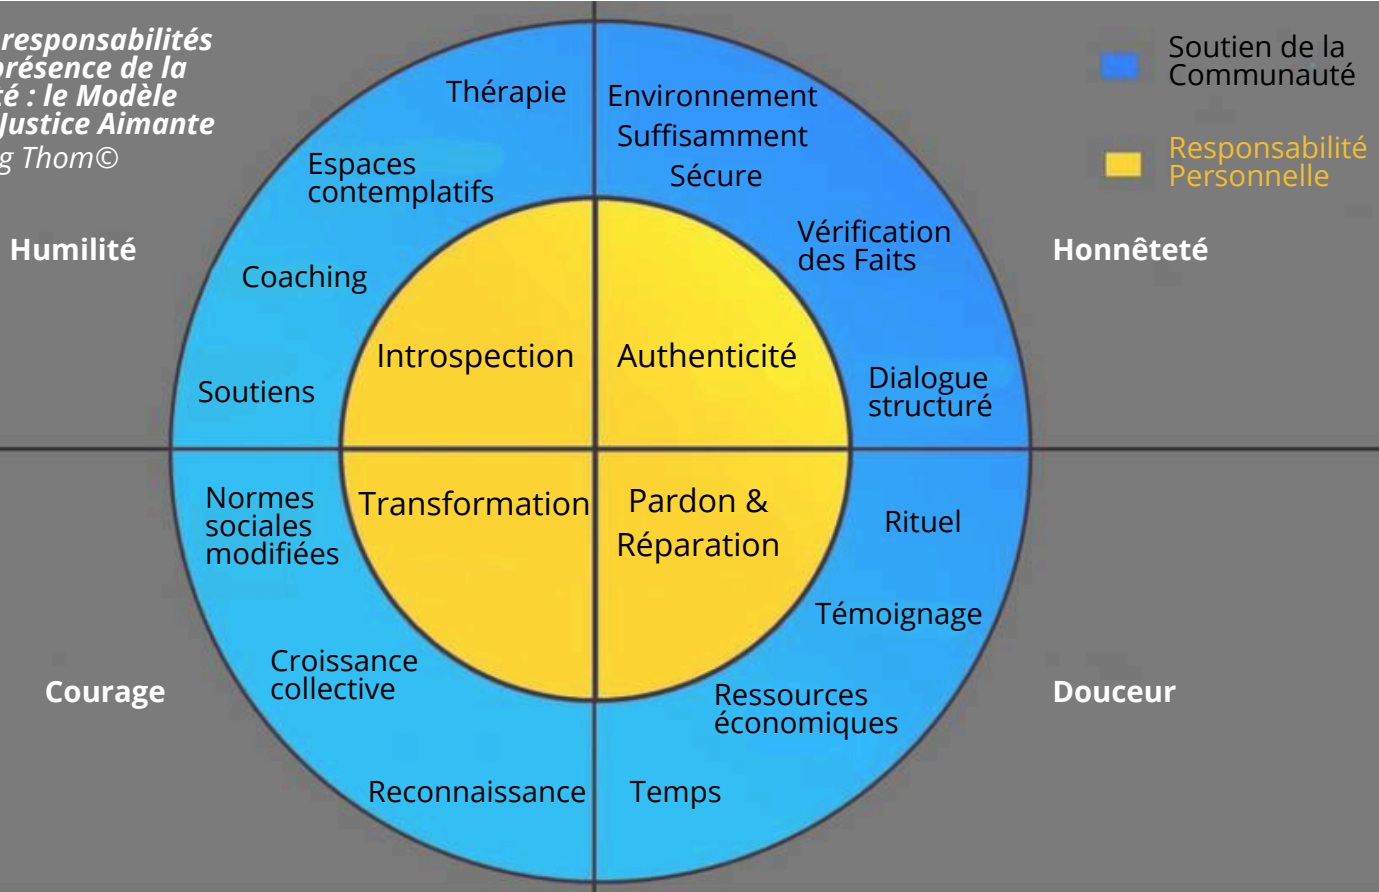 responsabilités
présence de la
té : le Modèle
Justice Aimante
g Thom©
Soutien de la
Communauté
Responsabilité
Personnelle
Humilité
Honnêteté
Thérapie
Espaces
contemplatifs
Coaching
Soutiens
Environnement
Suffisamment
Sécure
Vérification
des Faits
Dialogue
structuré
Introspection
Authenticité
Transformation
Pardon &
Réparation
Normes
sociales
modifiées
Croissance
collective
Reconnaissance
Rituel
Témoignage
Ressources
économiques
Temps
Courage
Douceur